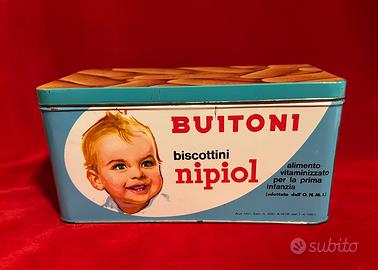 BUITONI
biscottini
nipiol
alimento
vitaminizzato
per la prima
infanzia
(adottato dall'O.N.M.I.)
subito